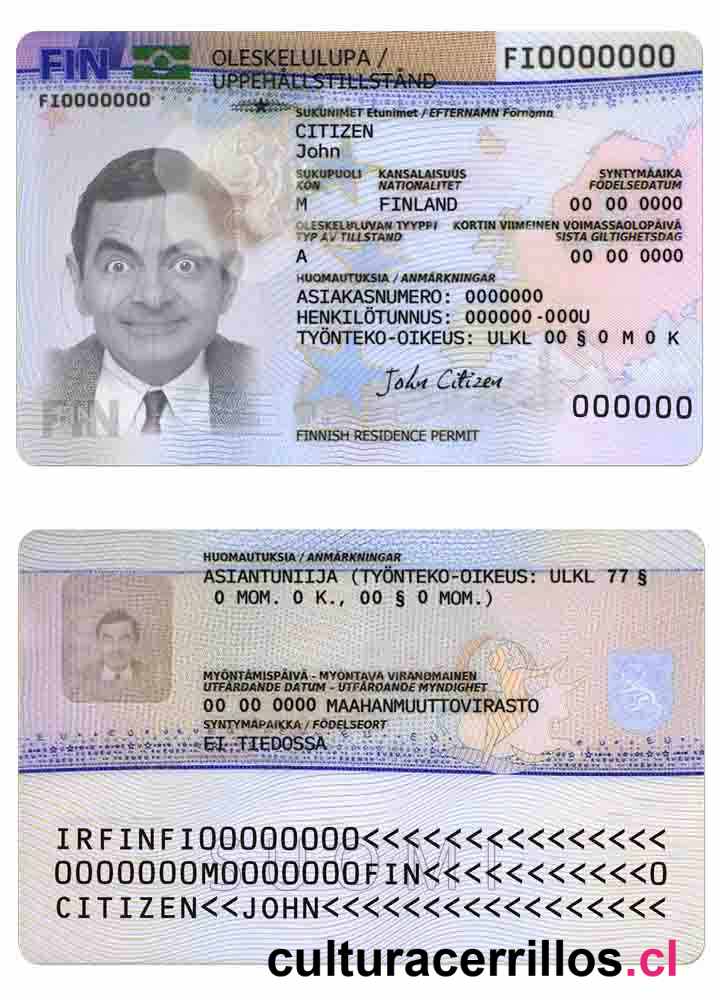 FIN
OLESKELULUPA /
UPPEHÅLLSTILLSTÅND
FI0000000
FI0000000
SUKUNIMET Etunimet / EFTERNAMN Förnamn
CITIZEN
John
SUKUPUOLI KANSALAISUUS SYNTYMÄAIKA
KÖN NATIONALITET FÖDELSEDATUM
M FINLAND 00 00 0000
OLESKELULUVAN TYYPPI KORTIN VIIMEINEN VOIMASSAOLOPÄIVÄ
TYP AV TILLSTÅND SISTA GILTIGHETSDAG
A 00 00 0000
HUOMAUTUKSIA / ANMÄRKNINGAR
ASIAKASNUMERO: 0000000
HENKILÖTUNNUS: 000000-000U
TYÖNTEKO-OIKEUS: ULKL 00 § 0 M 0 K
John Citizen
FIN
000000
FINNISH RESIDENCE PERMIT
HUOMAUTUKSIA / ANMÄRKNINGAR
ASIANTUNIJA (TYÖNTEKO-OIKEUS: ULKL 77 §
0 MOM. 0 K., 00 § 0 MOM.)
MYÖNTÄMISPÄIVÄ - MYÖNTÄVÄ VIRANOMAINEN
UTFÄRDANDE DATUM - UTFÄRDANDE MYNDIGHET
00 00 0000 MAAHANMUUTTOVIRASTO
SYNTYMÄPAIKKA / FÖDELSEORT
EI TIEDOSSA
IRFINFI00000000<<<<<<<<<<<<<<<
0000000M0000000FIN<<<<<<<<<<<0
SUOMI
CITIZEN<<JOHN<<<<<<<<<<<<<<<<<
culturacerrillos.cl